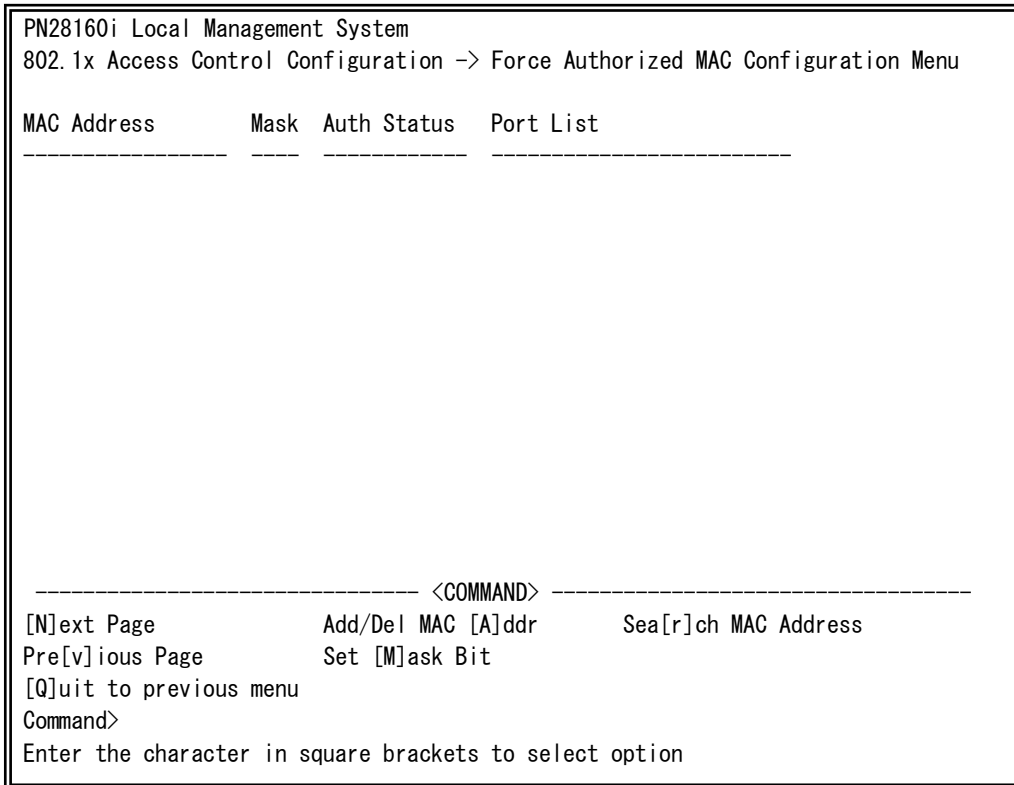 PN28160i Local Management System
802.1x Access Control Configuration -> Force Authorized MAC Configuration Menu
MAC Address        Mask  Auth Status   Port List
-----------------  ----  ------------  -------------------------
-------------------------------- <COMMAND> -----------------------------------
[N]ext Page              Add/Del MAC [A]ddr       Sea[r]ch MAC Address
Pre[v]ious Page          Set [M]ask Bit
[Q]uit to previous menu
Command>
Enter the character in square brackets to select option